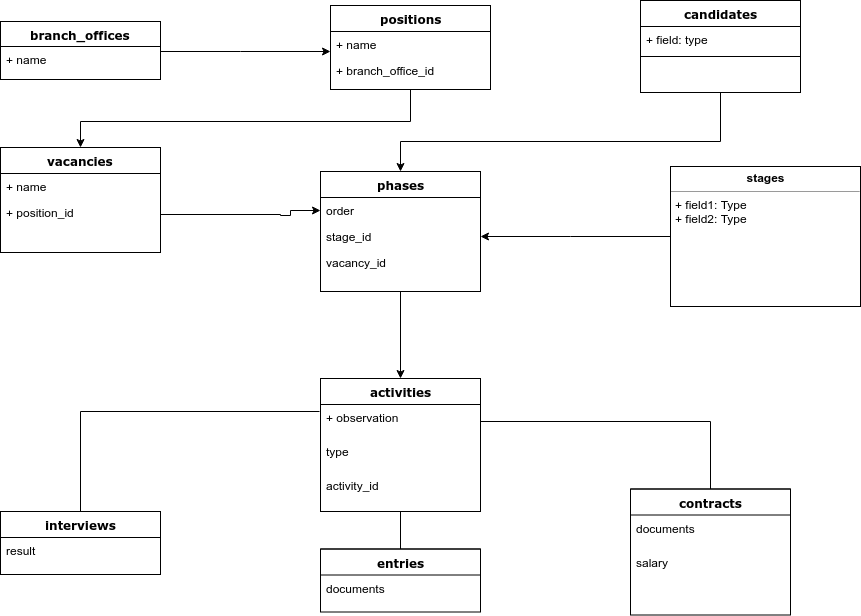 branch_offices
+ name
positions
+ name
+ branch_office_id
candidates
+ field: type
vacancies
+ name
+ position_id
phases
order
stage_id
vacancy_id
stages
+ field1: Type
+ field2: Type
activities
+ observation
type
activity_id
interviews
result
entries
documents
contracts
documents
salary